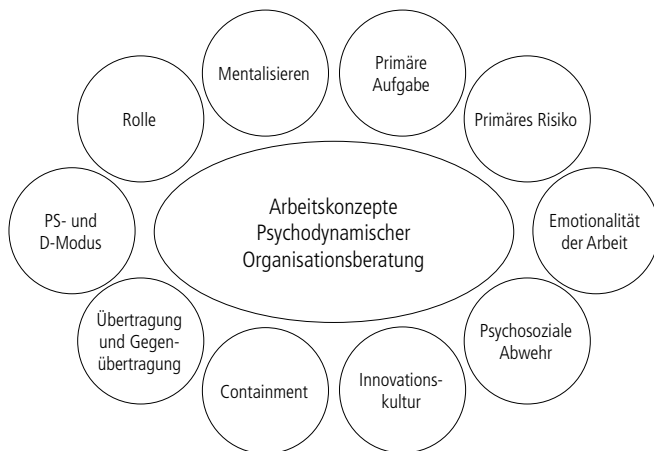 Mentalisieren
Primäre
Aufgabe
Rolle
Primäres Risiko
Arbeitskonzepte
Psychodynamischer
Organisationsberatung
PS- und
D-Modus
Emotionalität
der Arbeit
Übertragung
und Gegen-
übertragung
Psychosoziale
Abwehr
Containment
Innovations-
kultur